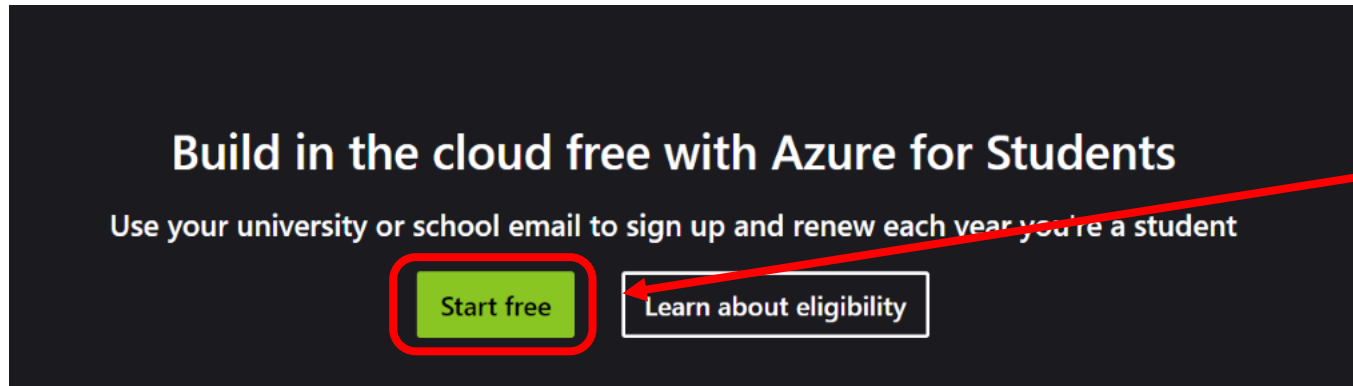 Build in the cloud free with Azure for Students
Use your university or school email to sign up and renew each year you're a student
Start free
Learn about eligibility